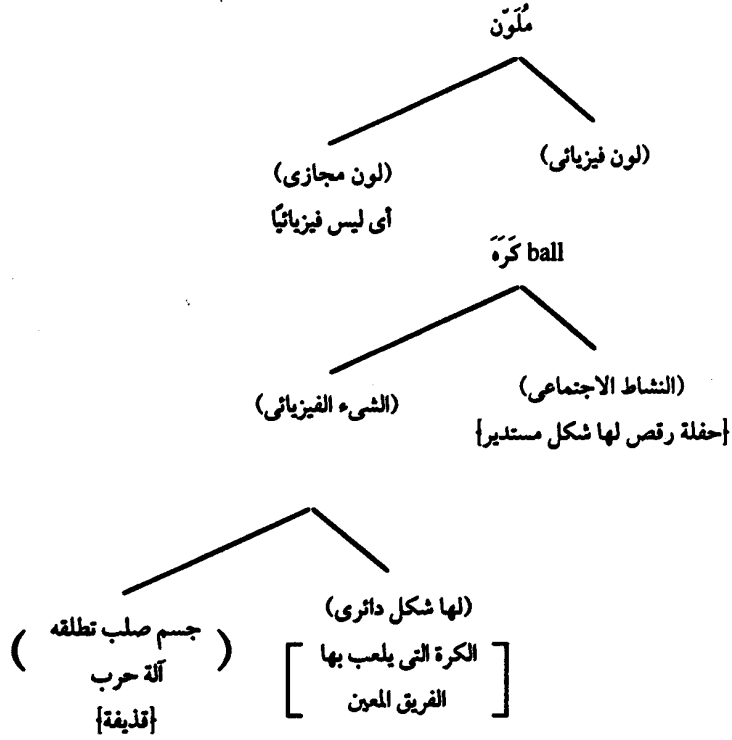 مُلَوّن
(لون فيزيائى)
(لون مجازى)
أى ليس فيزيائيًا
ball كَرَهَ
(النشاط الاجتماعى)
{حفلة رقص لها شكل مستدير}
(الشىء الفيزيائى)
(لها شكل دائرى)
[الكرة التى يلعب بها
الفريق المعين]
(جسم صلب تطلقه
آلة حرب)
{قذيفة}